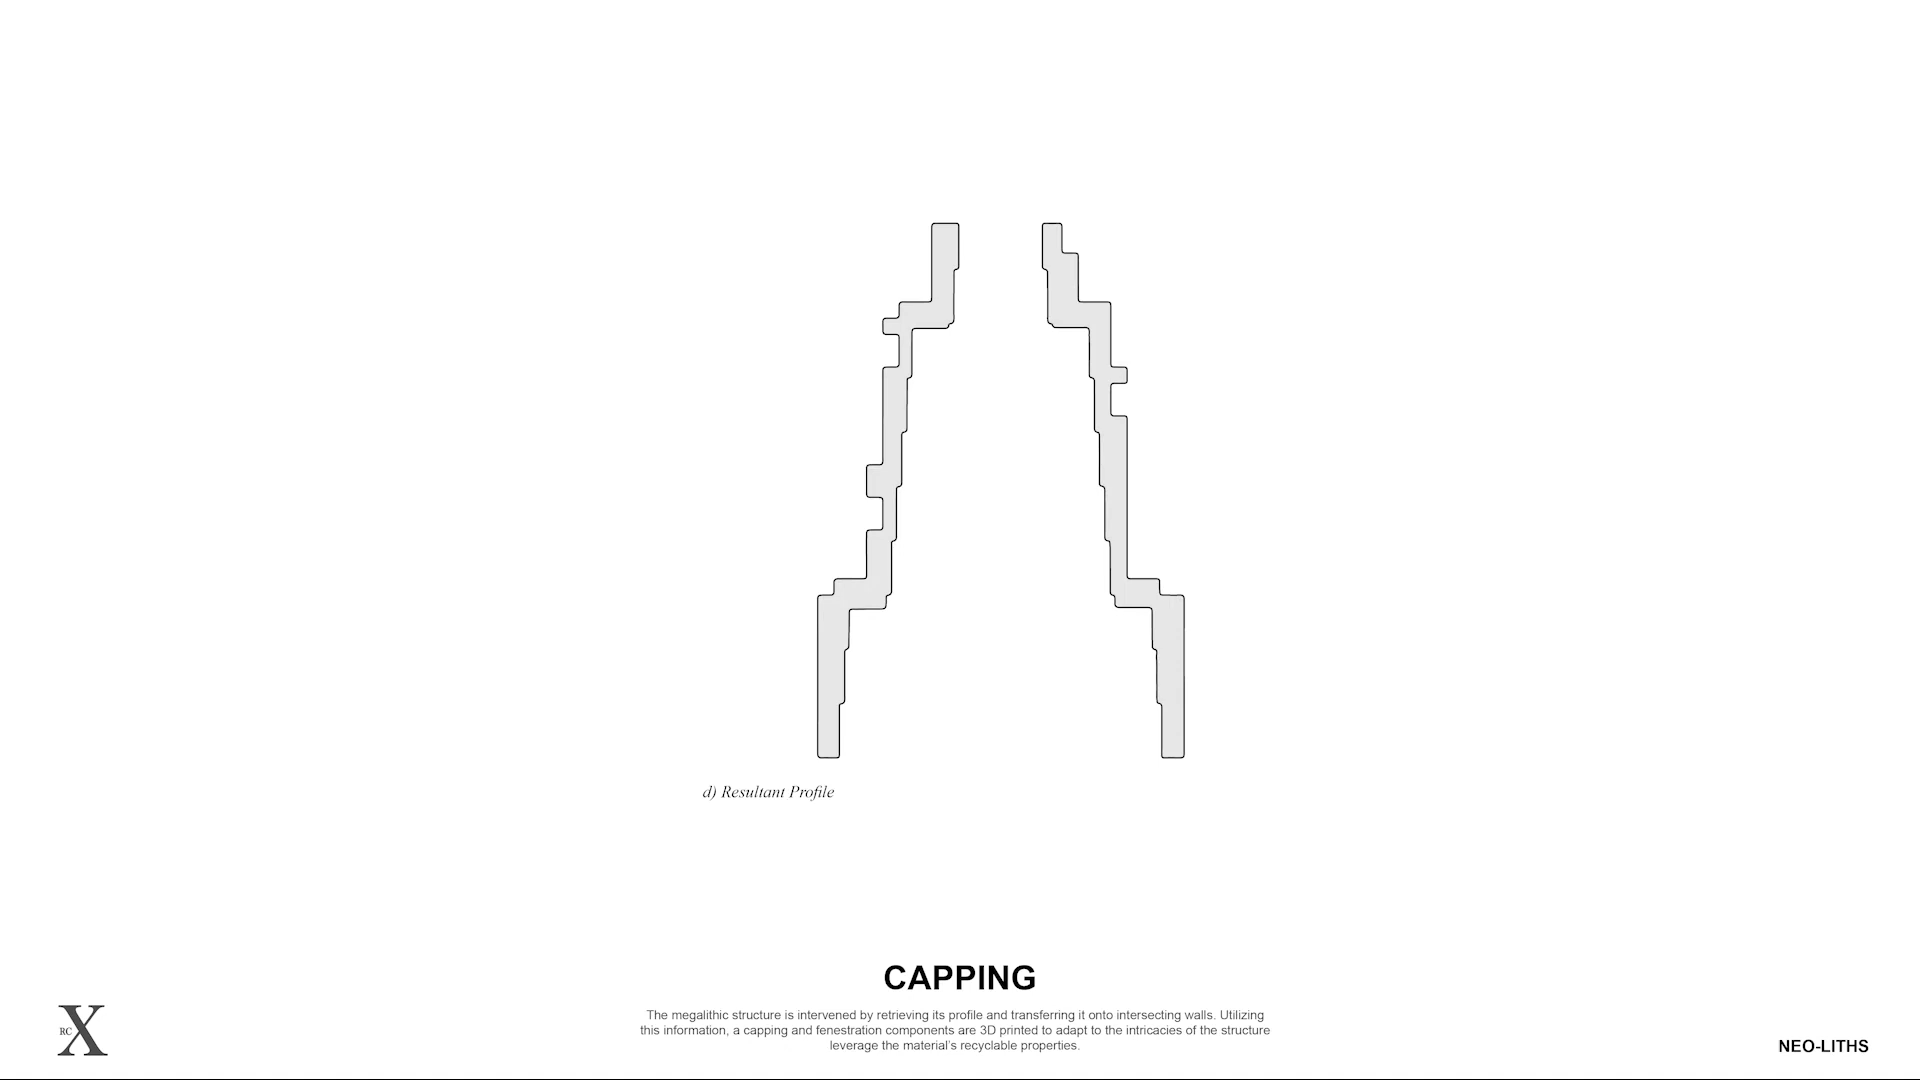 d) Resultant Profile
CAPPING
The megalithic structure is intervened by retrieving its profile and transferring it onto intersecting walls. Utilizing
this information, a capping and fenestration components are 3D printed to adapt to the intricacies of the structure
leverage the material's recyclable properties.
RC X
NEO-LITHS